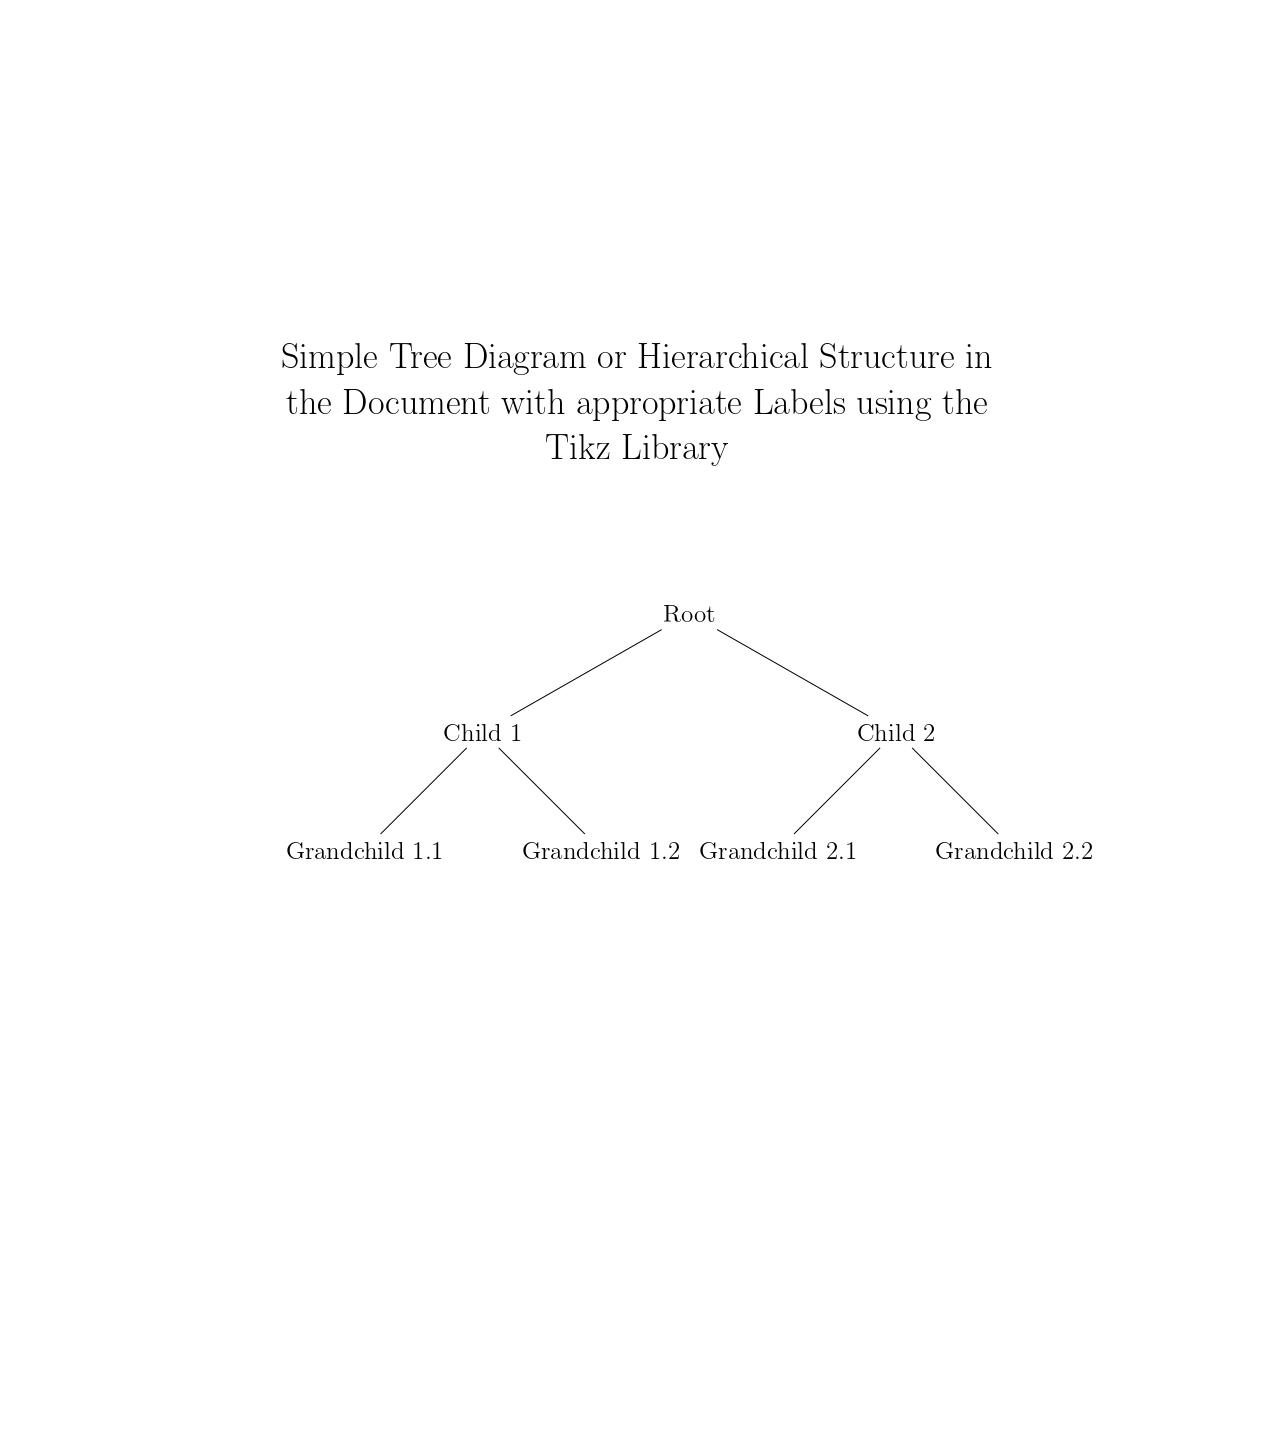 Simple Tree Diagram or Hierarchical Structure in
the Document with appropriate Labels using the
Tikz Library
Root
Child 1 Child 2
Grandchild 1.1 Grandchild 1.2 Grandchild 2.1 Grandchild 2.2